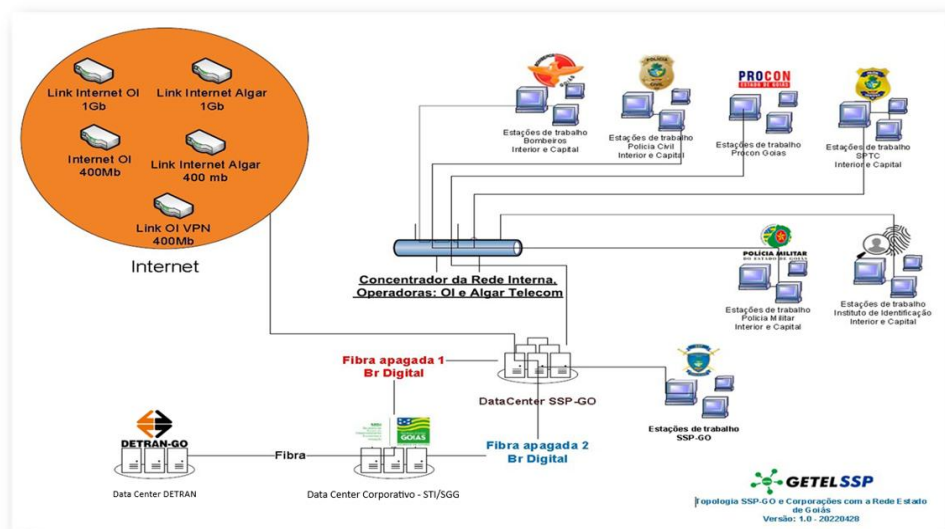 Link Internet OI
1Gb
Link Internet Algar
1Gb
Internet OI
400Mb
Link Internet Algar
400 mb
Link OI VPN
400Mb
Internet
Estações de trabalho
Bombeiros
Interior e Capital
POLÍCIA
CIVIL
Estações de trabalho
Policia Civil
Interior e Capital
PROCON
ESTADO DE GOIÁS
Estações de trabalho
Procon Goias
Estações de trabalho
SPTC
Interior e Capital
Concentrador da Rede Interna,
Operadoras: OI e Algar Telecom
POLÍCIA MILITAR
DO ESTADO DE GOIÁS
Estações de trabalho
Policia Militar
Interior e Capital
Estações de trabalho
Instituto de Identificação
Interior e Capital
Fibra apagada 1
Br Digital
DataCenter SSP-GO
Estações de trabalho
SSP-GO
Fibra apagada 2
Br Digital
DETRAN-GO
Data Center DETRAN
Fibra
GOIÁS
Data Center Corporativo - STI/SGG
GETELSSP
Topologia SSP-GO e Corporações com a Rede Estado
de Goiás
Versão: 1.0 - 20220428